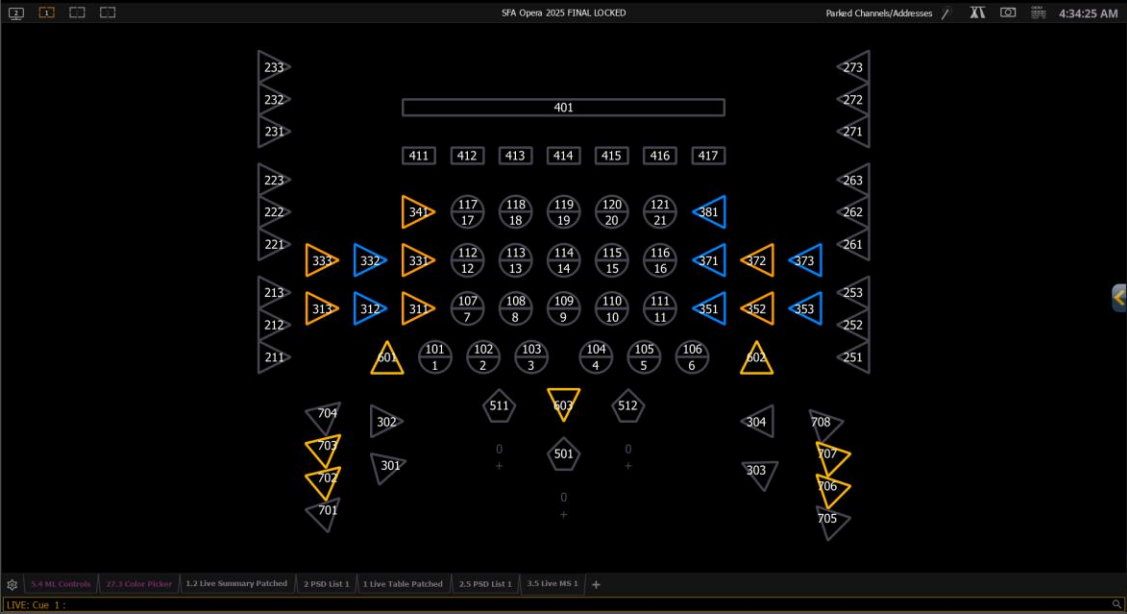 2 1 2 3 SFA Opera 2025 FINAL LOCKED Parked Channels/Addresses 4:34:25 AM
233 273
232 401 272
231 271
411 412 413 414 415 416 417
223 263
222 341 117 118 119 120 121 381 262
17 18 19 20 21
221 261
333 332 331 112 113 114 115 116 371 372 373
12 13 14 15 16
213 253
313 312 311 107 108 109 110 111 351 352 353
7 8 9 10 11
212 252
211 601 101 102 103 104 105 106 602 251
1 2 3 4 5 6
704 302 511 603 512 304 708
703 0 501 0 707
+ +
702 301 303 706
701 0 705
+
5.4 ML Controls 27.3 Color Picker 1.2 Live Summary Patched 2 PSD List 1 1 Live Table Patched 2.5 PSD List 1 3.5 Live MS 1 +
LIVE: Cue 1 :